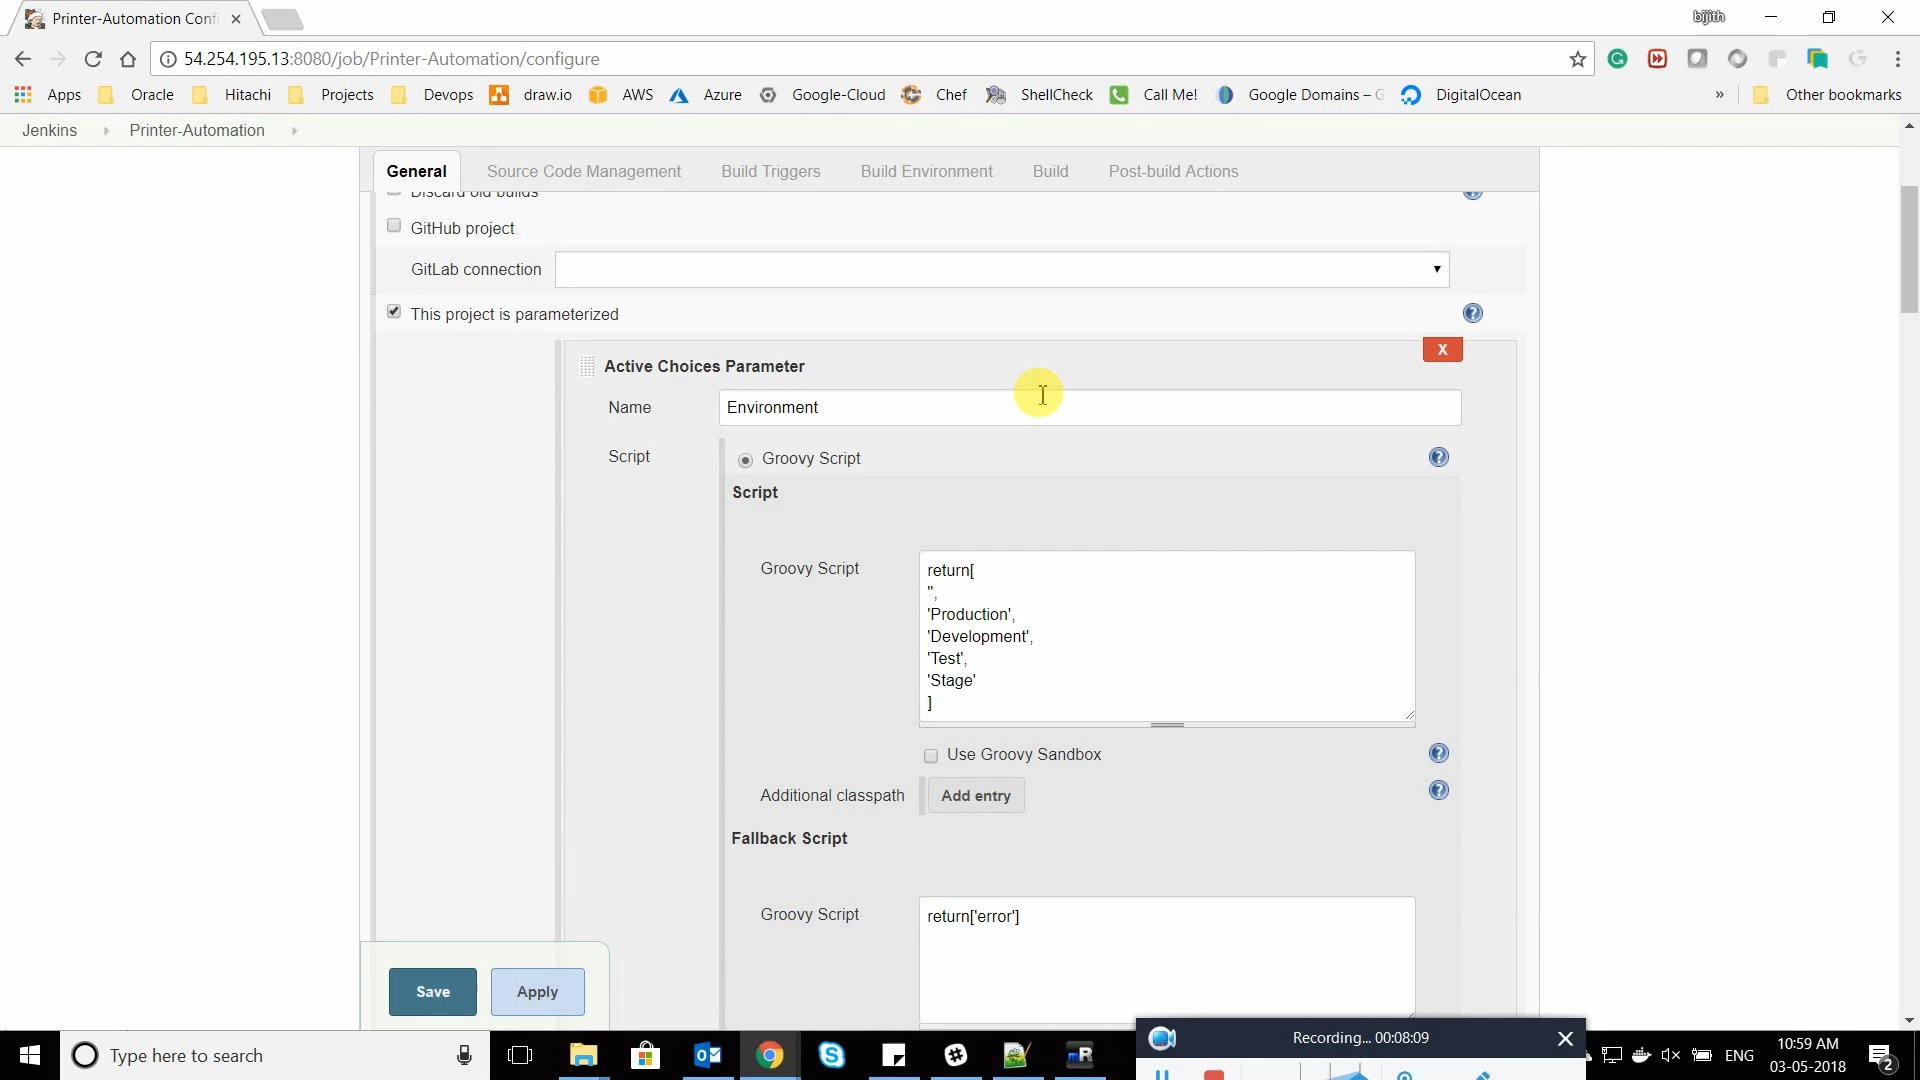 Printer-Automation Confi
bijith
54.254.195.13:8080/job/Printer-Automation/configure
Apps Oracle Hitachi Projects Devops draw.io AWS Azure Google-Cloud Chef ShellCheck Call Me! Google Domains – G DigitalOcean » Other bookmarks
Jenkins Printer-Automation
General Source Code Management Build Triggers Build Environment Build Post-build Actions
Discard old builds
GitHub project
GitLab connection
This project is parameterized
X
Active Choices Parameter
Name Environment
Script Groovy Script
Script
Groovy Script
return[
'',
'Production',
'Development',
'Test',
'Stage'
]
Use Groovy Sandbox
Additional classpath Add entry
Fallback Script
Groovy Script return['error']
Save Apply
Recording... 00:08:09
Type here to search
ENG
10:59 AM
03-05-2018
2